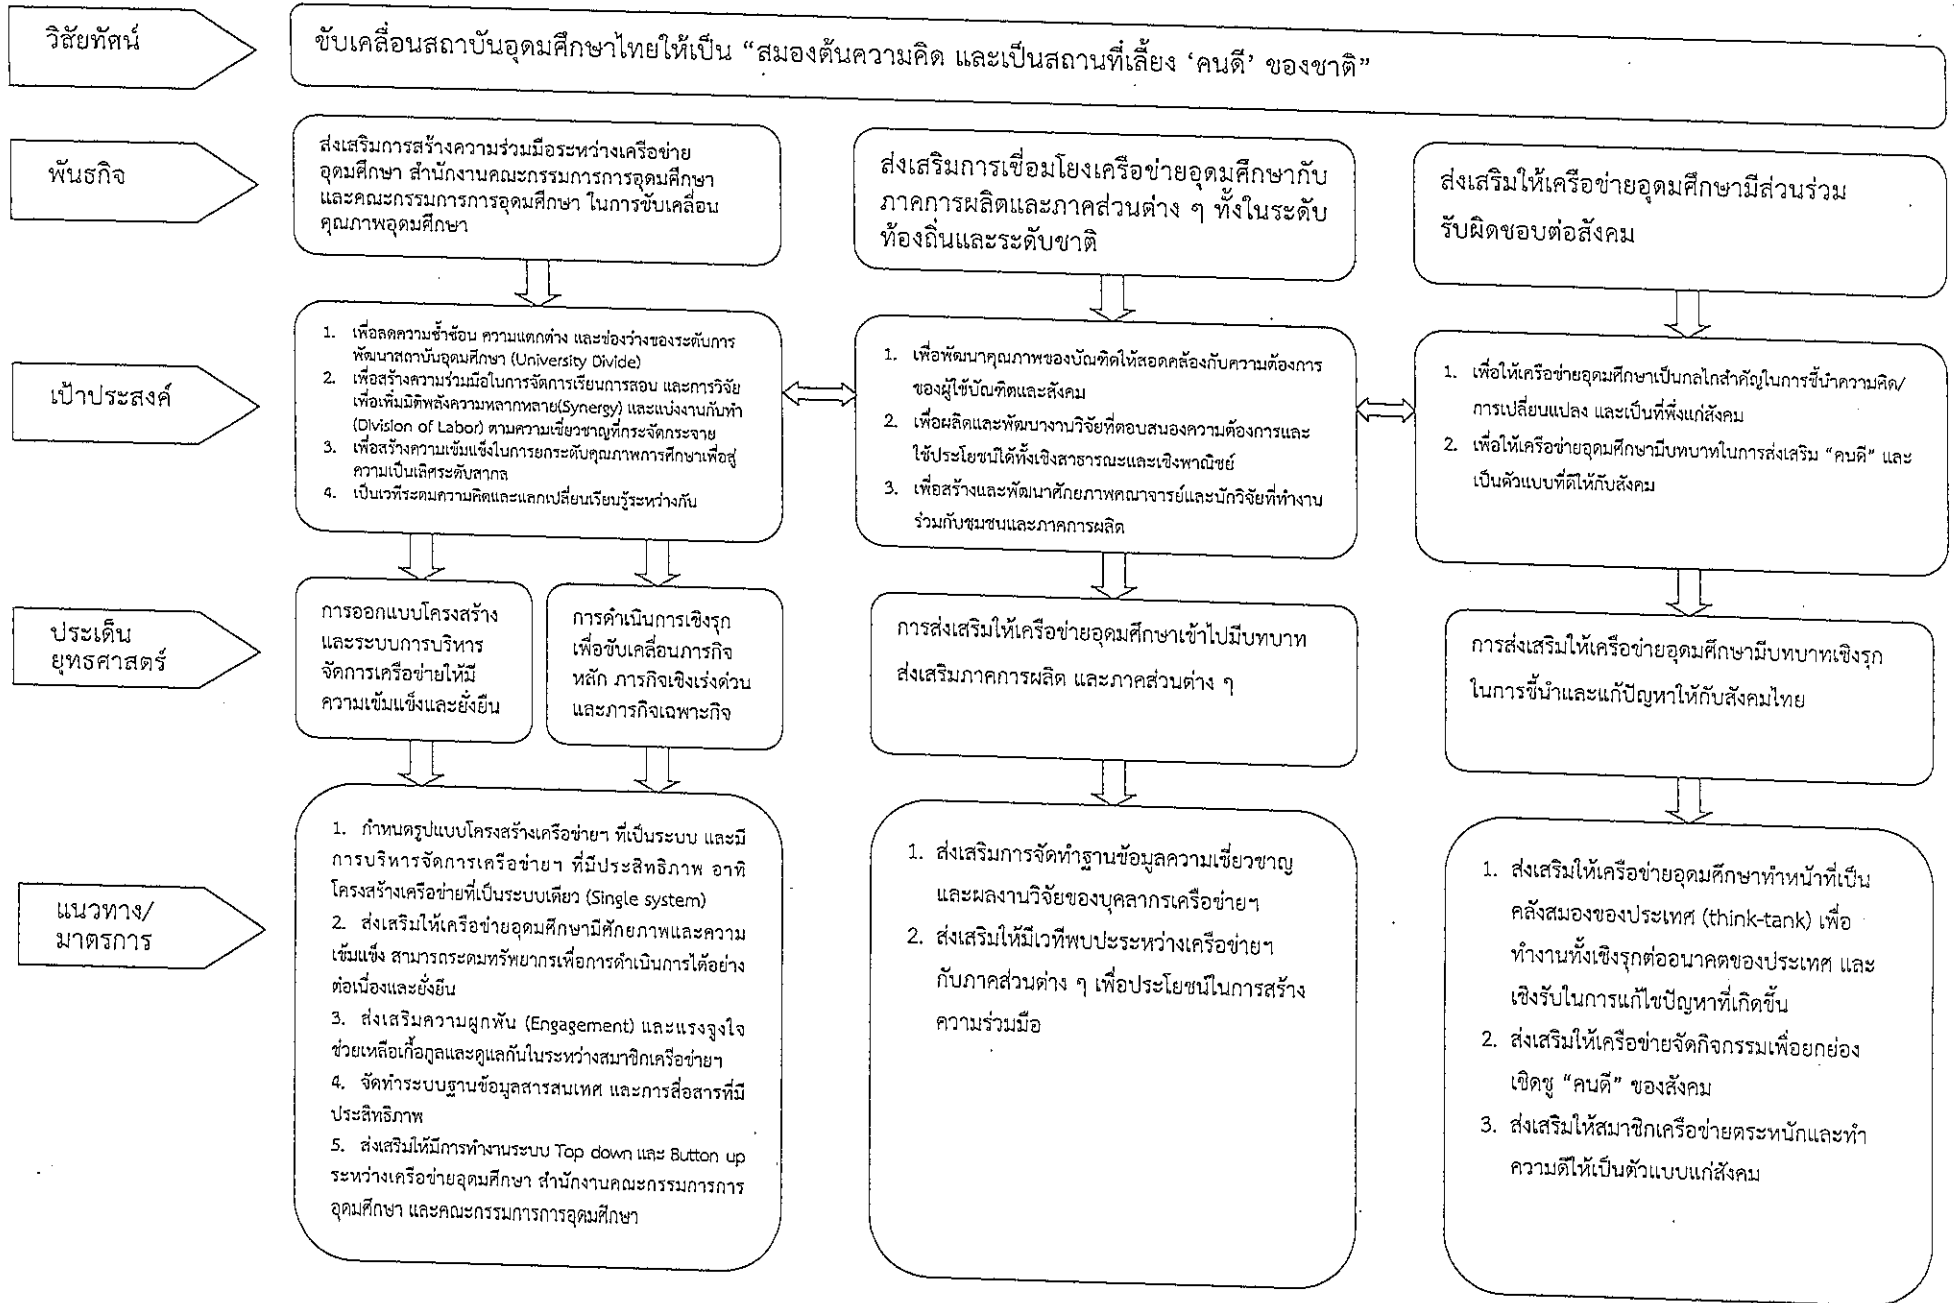 วิสัยทัศน์
ขับเคลื่อนสถาบันอุดมศึกษาไทยให้เป็น “สมองต้นความคิด และเป็นสถานที่เลี้ยง ‘คนดี’ ของชาติ”
พันธกิจ
ส่งเสริมการสร้างความร่วมมือระหว่างเครือข่าย
อุดมศึกษา สำนักงานคณะกรรมการการอุดมศึกษา
และคณะกรรมการการอุดมศึกษา ในการขับเคลื่อน
คุณภาพอุดมศึกษา
ส่งเสริมการเชื่อมโยงเครือข่ายอุดมศึกษากับ
ภาคการผลิตและภาคส่วนต่าง ๆ ทั้งในระดับ
ท้องถิ่นและระดับชาติ
ส่งเสริมให้เครือข่ายอุดมศึกษามีส่วนร่วม
รับผิดชอบต่อสังคม
เป้าประสงค์
1. เพื่อลดความซ้ำซ้อน ความแตกต่าง และช่องว่างของระดับการ
พัฒนาสถาบันอุดมศึกษา (University Divide)
2. เพื่อสร้างความร่วมมือในการจัดการเรียนการสอน และการวิจัย
เพื่อเพิ่มมิติพลังความหลากหลาย(Synergy) และแบ่งงานกันทำ
(Division of Labor) ตามความเชี่ยวชาญที่กระจัดกระจาย
3. เพื่อสร้างความเข้มแข็งในการยกระดับคุณภาพการศึกษาเพื่อสู่
ความเป็นเลิศระดับสากล
4. เป็นเวทีระดมความคิดและแลกเปลี่ยนเรียนรู้ระหว่างกัน
1. เพื่อพัฒนาคุณภาพของบัณฑิตให้สอดคล้องกับความต้องการ
ของผู้ใช้บัณฑิตและสังคม
2. เพื่อผลิตและพัฒนางานวิจัยที่ตอบสนองความต้องการและ
ใช้ประโยชน์ได้ทั้งเชิงสาธารณะและเชิงพาณิชย์
3. เพื่อสร้างและพัฒนาศักยภาพคณาจารย์และนักวิจัยที่ทำงาน
ร่วมกับชุมชนและภาคการผลิต
1. เพื่อให้เครือข่ายอุดมศึกษาเป็นกลไกสำคัญในการชี้นำความคิด/
การเปลี่ยนแปลง และเป็นที่พึ่งแก่สังคม
2. เพื่อให้เครือข่ายอุดมศึกษามีบทบาทในการส่งเสริม “คนดี” และ
เป็นตัวแบบที่ดีให้กับสังคม
ประเด็น
ยุทธศาสตร์
การออกแบบโครงสร้าง
และระบบการบริหาร
จัดการเครือข่ายให้มี
ความเข้มแข็งและยั่งยืน
การดำเนินการเชิงรุก
เพื่อขับเคลื่อนภารกิจ
หลัก ภารกิจเชิงเร่งด่วน
และภารกิจเฉพาะกิจ
การส่งเสริมให้เครือข่ายอุดมศึกษาเข้าไปมีบทบาท
ส่งเสริมภาคการผลิต และภาคส่วนต่าง ๆ
การส่งเสริมให้เครือข่ายอุดมศึกษามีบทบาทเชิงรุก
ในการชี้นำและแก้ปัญหาให้กับสังคมไทย
แนวทาง/
มาตรการ
1. กำหนดรูปแบบโครงสร้างเครือข่ายฯ ที่เป็นระบบ และมี
การบริหารจัดการเครือข่ายฯ ที่มีประสิทธิภาพ อาทิ
โครงสร้างเครือข่ายที่เป็นระบบเดียว (Single system)
2. ส่งเสริมให้เครือข่ายอุดมศึกษามีศักยภาพและความ
เข้มแข็ง สามารถระดมทรัพยากรเพื่อการดำเนินการได้อย่าง
ต่อเนื่องและยั่งยืน
3. ส่งเสริมความผูกพัน (Engagement) และแรงจูงใจ
ช่วยเหลือเกื้อกูลและดูแลกันในระหว่างสมาชิกเครือข่ายฯ
4. จัดทำระบบฐานข้อมูลสารสนเทศ และการสื่อสารที่มี
ประสิทธิภาพ
5. ส่งเสริมให้มีการทำงานระบบ Top down และ Button up
ระหว่างเครือข่ายอุดมศึกษา สำนักงานคณะกรรมการการ
อุดมศึกษา และคณะกรรมการการอุดมศึกษา
1. ส่งเสริมการจัดทำฐานข้อมูลความเชี่ยวชาญ
และผลงานวิจัยของบุคลากรเครือข่ายฯ
2. ส่งเสริมให้มีเวทีพบปะระหว่างเครือข่ายฯ
กับภาคส่วนต่าง ๆ เพื่อประโยชน์ในการสร้าง
ความร่วมมือ
1. ส่งเสริมให้เครือข่ายอุดมศึกษาทำหน้าที่เป็น
คลังสมองของประเทศ (think-tank) เพื่อ
ทำงานทั้งเชิงรุกต่ออนาคตของประเทศ และ
เชิงรับในการแก้ไขปัญหาที่เกิดขึ้น
2. ส่งเสริมให้เครือข่ายจัดกิจกรรมเพื่อยกย่อง
เชิดชู “คนดี” ของสังคม
3. ส่งเสริมให้สมาชิกเครือข่ายตระหนักและทำ
ความดีให้เป็นตัวแบบแก่สังคม